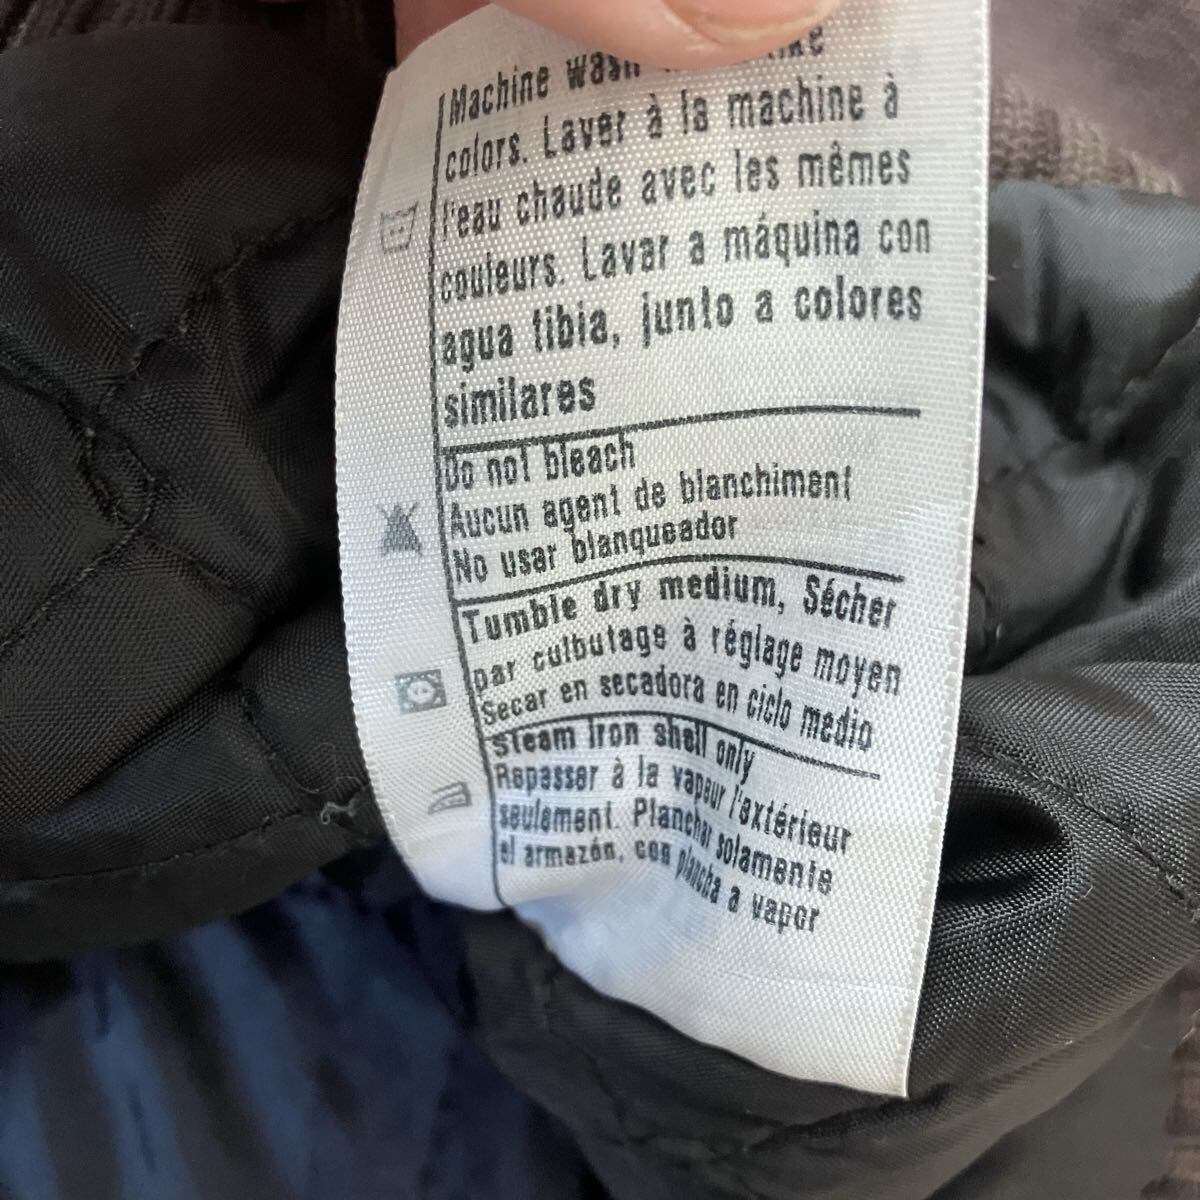 Machine wash like
colors. Laver à la machine à
l'eau chaude avec les mêmes
couleurs. Lavar a máquina con
agua tibia, junto a colores
similares
Do not bleach
Aucun agent de blanchiment
No usar blanqueador
Tumble dry medium, Sécher
par culbutage à réglage moyen
Secar en secadora en ciclo medio
Steam Iron shell only
Repasser à la vapeur l'extérieur
seulement. Planchar solamente
el armazón, con plancha a vapor